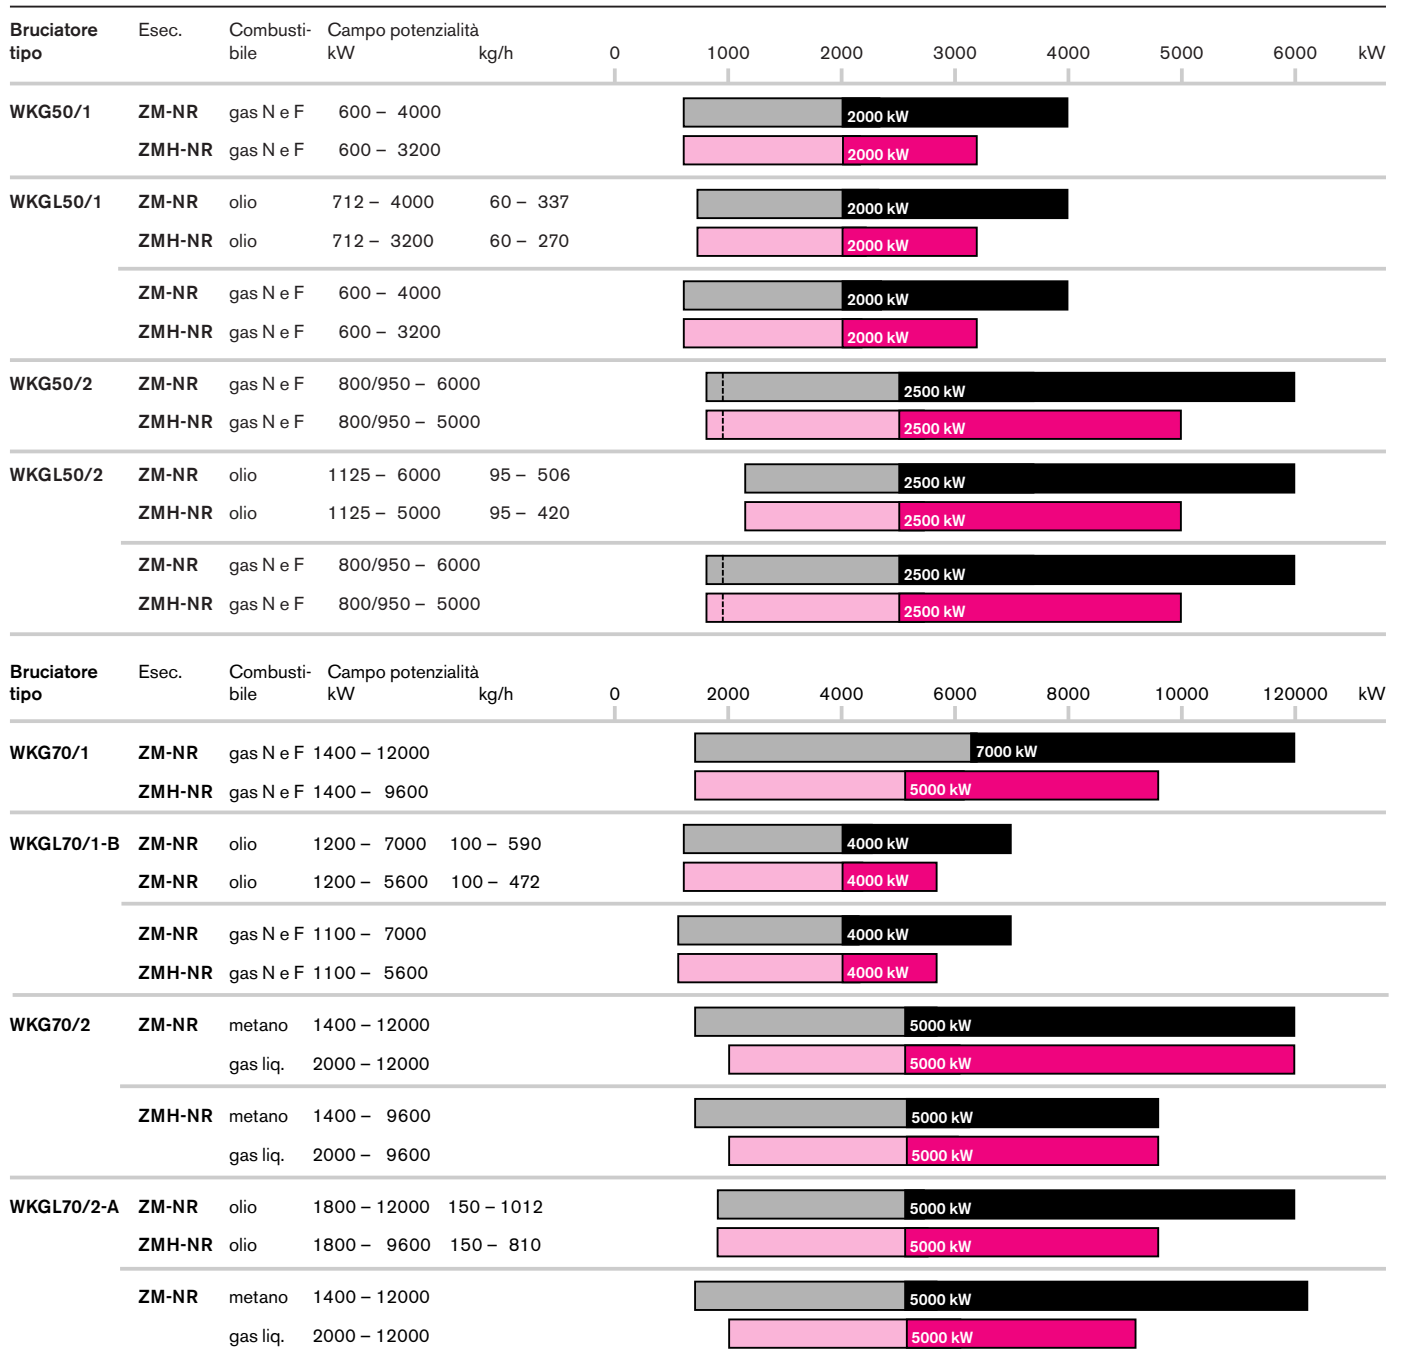 Bruciatore Esec. Combusti- Campo potenzialità
tipo bile kW kg/h 0 1000 2000 3000 4000 5000 6000 kW
WKG50/1 ZM-NR gas N e F 600 – 4000 2000 kW
ZMH-NR gas N e F 600 – 3200 2000 kW
WKGL50/1 ZM-NR olio 712 – 4000 60 – 337 2000 kW
ZMH-NR olio 712 – 3200 60 – 270 2000 kW
ZM-NR gas N e F 600 – 4000 2000 kW
ZMH-NR gas N e F 600 – 3200 2000 kW
WKG50/2 ZM-NR gas N e F 800/950 – 6000 2500 kW
ZMH-NR gas N e F 800/950 – 5000 2500 kW
WKGL50/2 ZM-NR olio 1125 – 6000 95 – 506 2500 kW
ZMH-NR olio 1125 – 5000 95 – 420 2500 kW
ZM-NR gas N e F 800/950 – 6000 2500 kW
ZMH-NR gas N e F 800/950 – 5000 2500 kW
Bruciatore Esec. Combusti- Campo potenzialità
tipo bile kW kg/h 0 2000 4000 6000 8000 10000 120000 kW
WKG70/1 ZM-NR gas N e F 1400 – 12000 7000 kW
ZMH-NR gas N e F 1400 – 9600 5000 kW
WKGL70/1-B ZM-NR olio 1200 – 7000 100 – 590 4000 kW
ZM-NR olio 1200 – 5600 100 – 472 4000 kW
ZM-NR gas N e F 1100 – 7000 4000 kW
ZMH-NR gas N e F 1100 – 5600 4000 kW
WKG70/2 ZM-NR metano 1400 – 12000 5000 kW
gas liq. 2000 – 12000 5000 kW
ZMH-NR metano 1400 – 9600 5000 kW
gas liq. 2000 – 9600 5000 kW
WKGL70/2-A ZM-NR olio 1800 – 12000 150 – 1012 5000 kW
ZMH-NR olio 1800 – 9600 150 – 810 5000 kW
ZM-NR metano 1400 – 12000 5000 kW
gas liq. 2000 – 12000 5000 kW